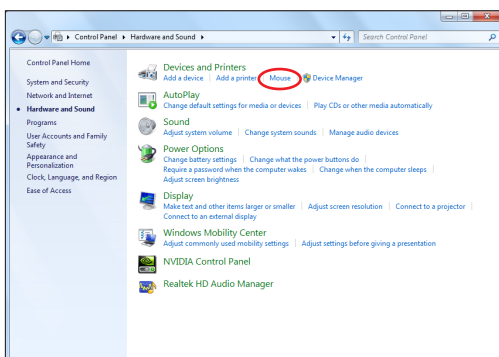 Control Panel ▸ Hardware and Sound ▸
Search Control Panel
Control Panel Home
System and Security
Network and Internet
Hardware and Sound
Programs
User Accounts and Family
Safety
Appearance and
Personalization
Clock, Language, and Region
Ease of Access
Devices and Printers
Add a device | Add a printer | Mouse | Device Manager
AutoPlay
Change default settings for media or devices | Play CDs or other media automatically
Sound
Adjust system volume | Change system sounds | Manage audio devices
Power Options
Change battery settings | Change what the power buttons do |
Require a password when the computer wakes | Change when the computer sleeps |
Adjust screen brightness
Display
Make text and other items larger or smaller | Adjust screen resolution | Connect to a projector |
Connect to an external display
Windows Mobility Center
Adjust commonly used mobility settings | Adjust settings before giving a presentation
NVIDIA Control Panel
Realtek HD Audio Manager